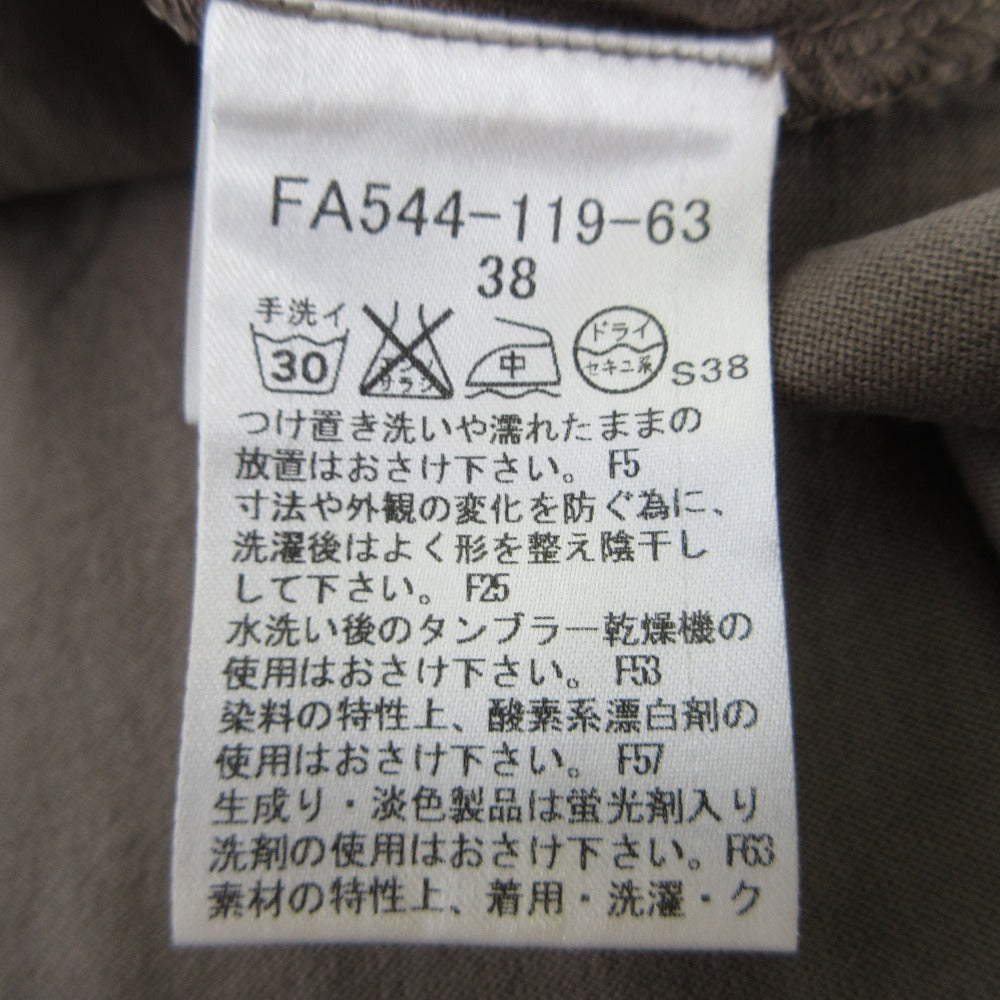 FA544-119-63
38
手洗イ
30
エンソ
サラシ
中
ドライ
セキユ系
S38
つけ置き洗いや濡れたままの
放置はおさけ下さい。 F5
寸法や外観の変化を防ぐ為に、
洗濯後はよく形を整え陰干し
して下さい。 F25
水洗い後のタンブラー乾燥機の
使用はおさけ下さい。 F53
染料の特性上、酸素系漂白剤の
使用はおさけ下さい。 F57
生成り・淡色製品は蛍光剤入り
洗剤の使用はおさけ下さい。F63
素材の特性上、着用・洗濯・ク